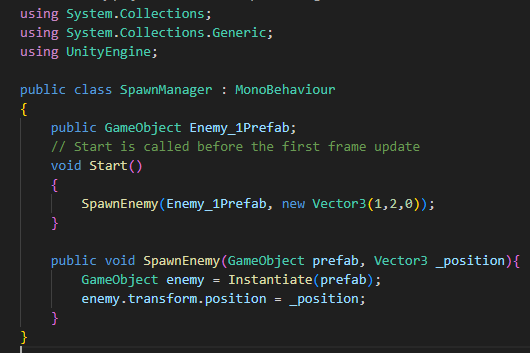 using System.Collections;
using System.Collections.Generic;
using UnityEngine;
public class SpawnManager : MonoBehaviour
{
public GameObject Enemy_1Prefab;
// Start is called before the first frame update
void Start()
{
SpawnEnemy(Enemy_1Prefab, new Vector3(1,2,0));
}
public void SpawnEnemy(GameObject prefab, Vector3 _position){
GameObject enemy = Instantiate(prefab);
enemy.transform.position = _position;
}
}